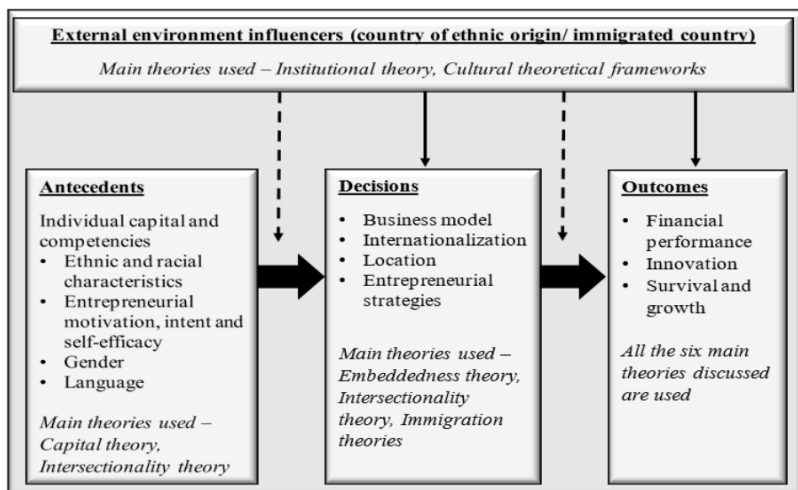 External environment influencers (country of ethnic origin/ immigrated country)
Main theories used – Institutional theory, Cultural theoretical frameworks
Antecedents
Individual capital and
competencies
• Ethnic and racial
characteristics
• Entrepreneurial
motivation, intent and
self-efficacy
• Gender
• Language
Main theories used –
Capital theory,
Intersectionality theory
Decisions
• Business model
• Internationalization
• Location
• Entrepreneurial
strategies
Main theories used –
Embeddedness theory,
Intersectionality
theory, Immigration
theories
Outcomes
• Financial
performance
• Innovation
• Survival and
growth
All the six main
theories discussed
are used